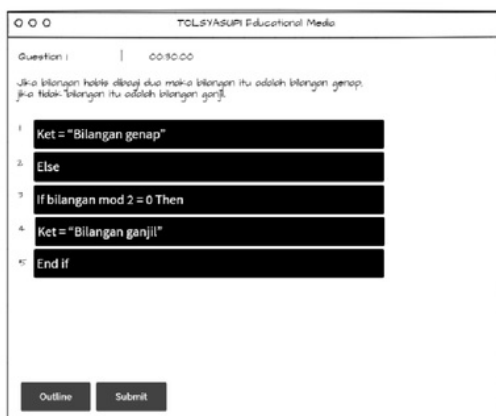 TOLSYASUPI Educational Media
Question : | 00:30:00
Jika bilangan habis dibagi dua maka bilangan itu adalah bilangan genap,
jika tidak bilangan itu adalah bilangan ganjil.
1 Ket = “Bilangan genap”
2 Else
3 If bilangan mod 2 = 0 Then
4 Ket = “Bilangan ganjil”
5 End if
Outline Submit